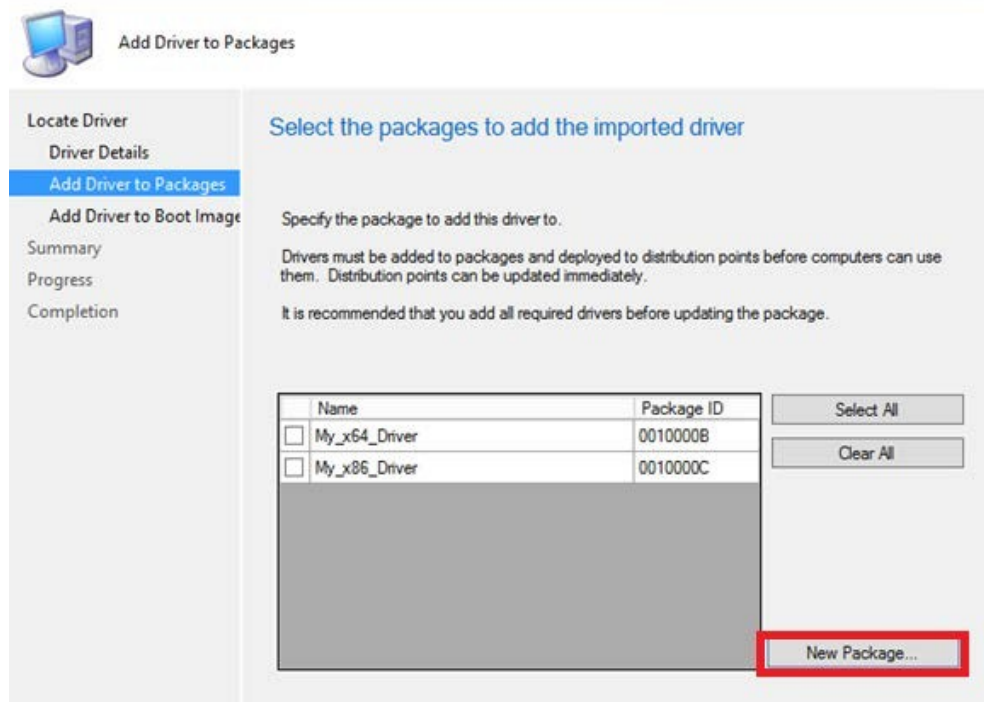 Add Driver to Packages
Locate Driver
Driver Details
Add Driver to Packages
Add Driver to Boot Image
Summary
Progress
Completion
Select the packages to add the imported driver
Specify the package to add this driver to.
Drivers must be added to packages and deployed to distribution points before computers can use
them. Distribution points can be updated immediately.
It is recommended that you add all required drivers before updating the package.
Name Package ID
My_x64_Driver 0010000B
My_x86_Driver 0010000C
Select All
Clear All
New Package...